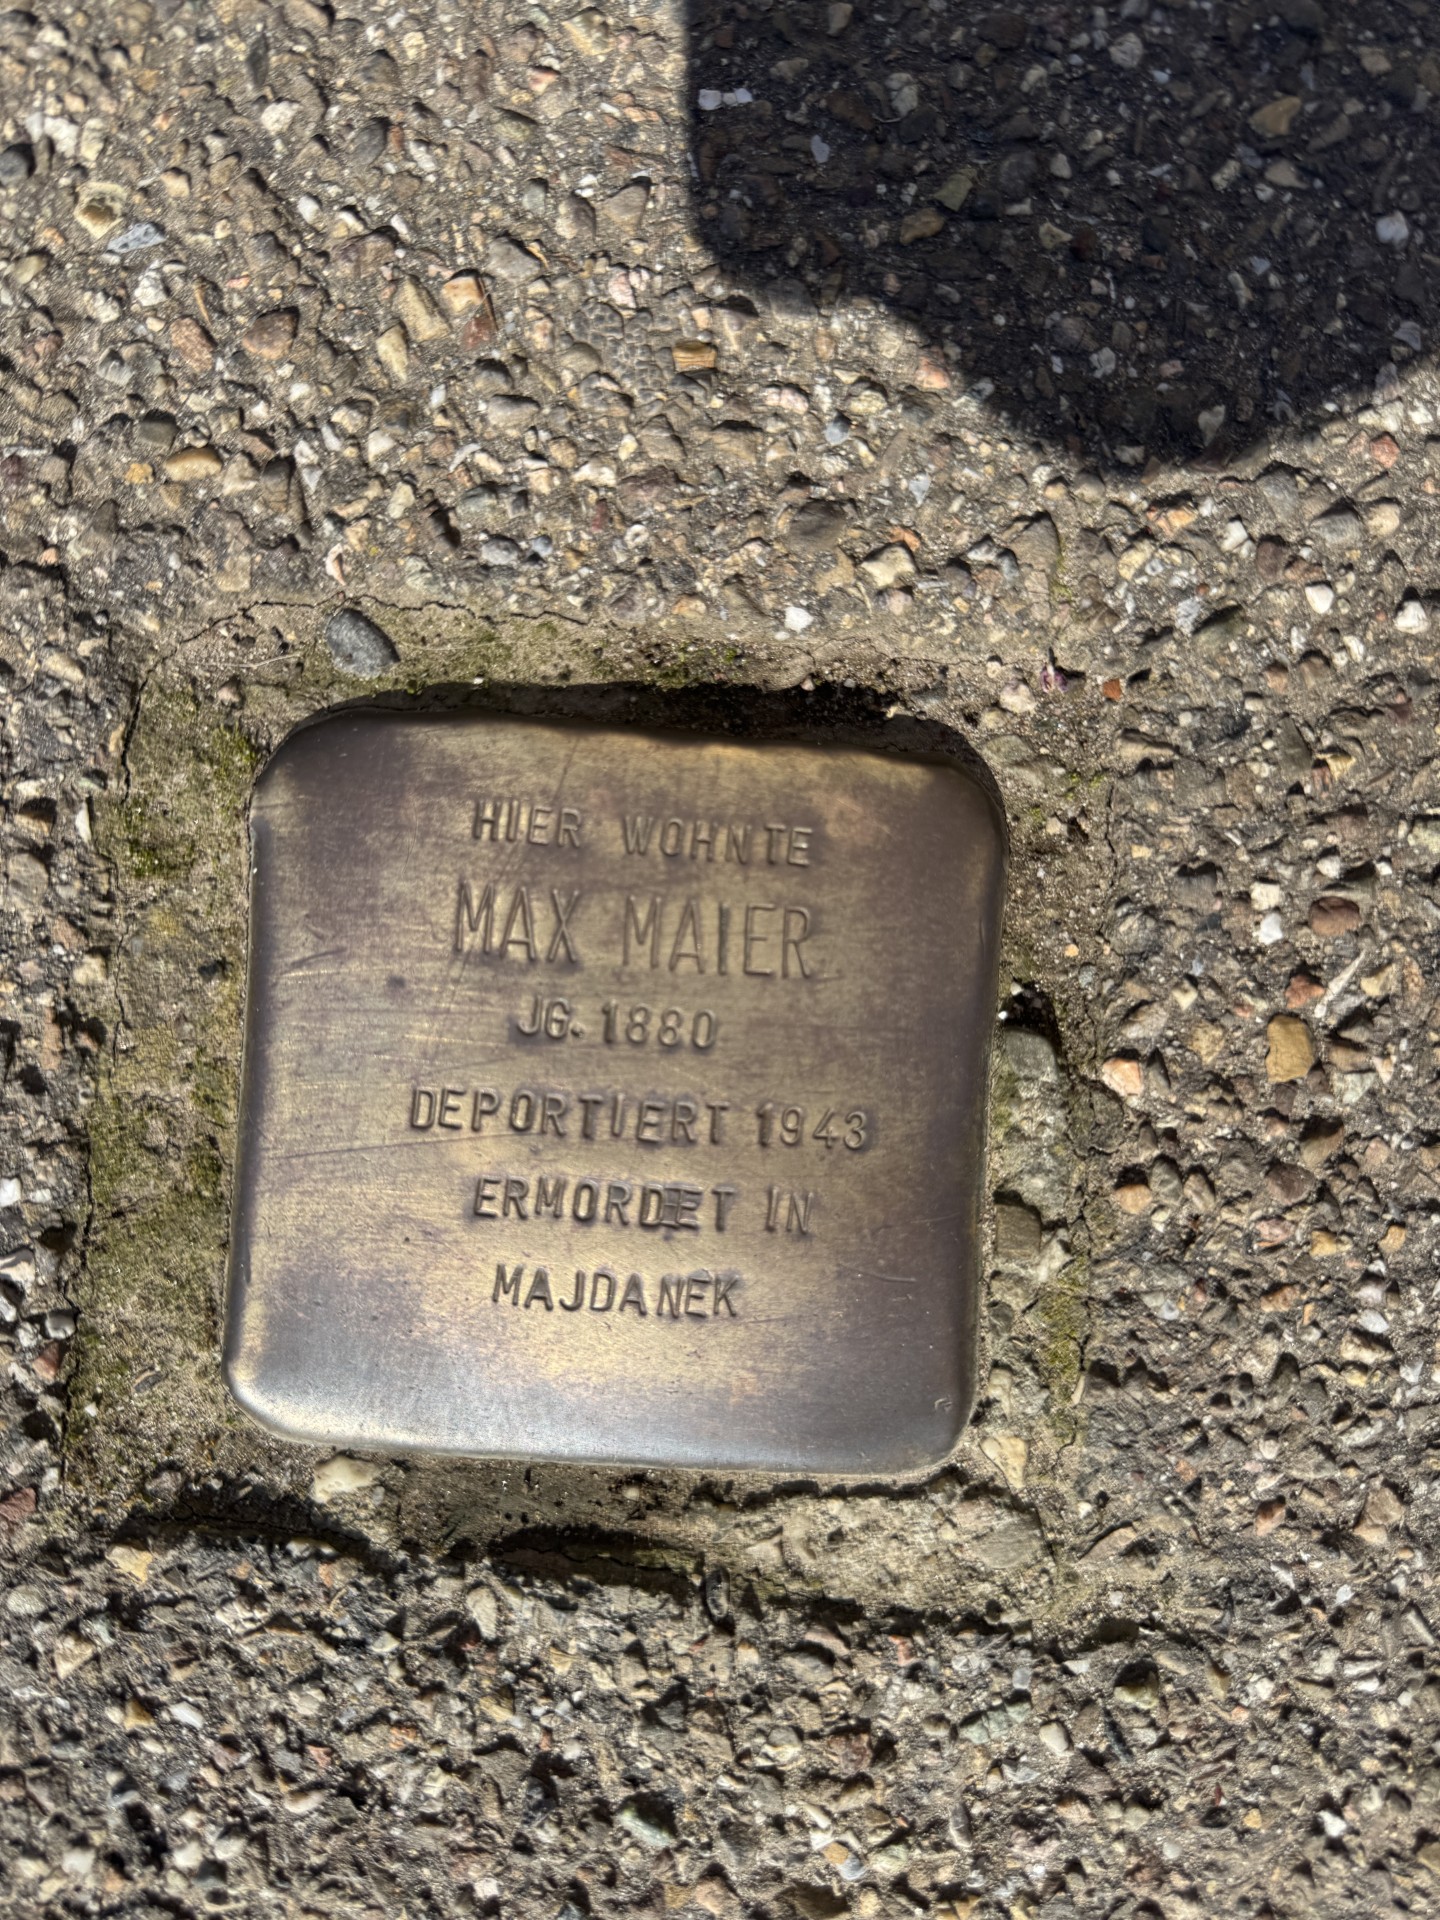 HIER WOHNTE
MAX MAIER
JG. 1880
DEPORTIERT 1943
ERMORDET IN
MAJDANEK